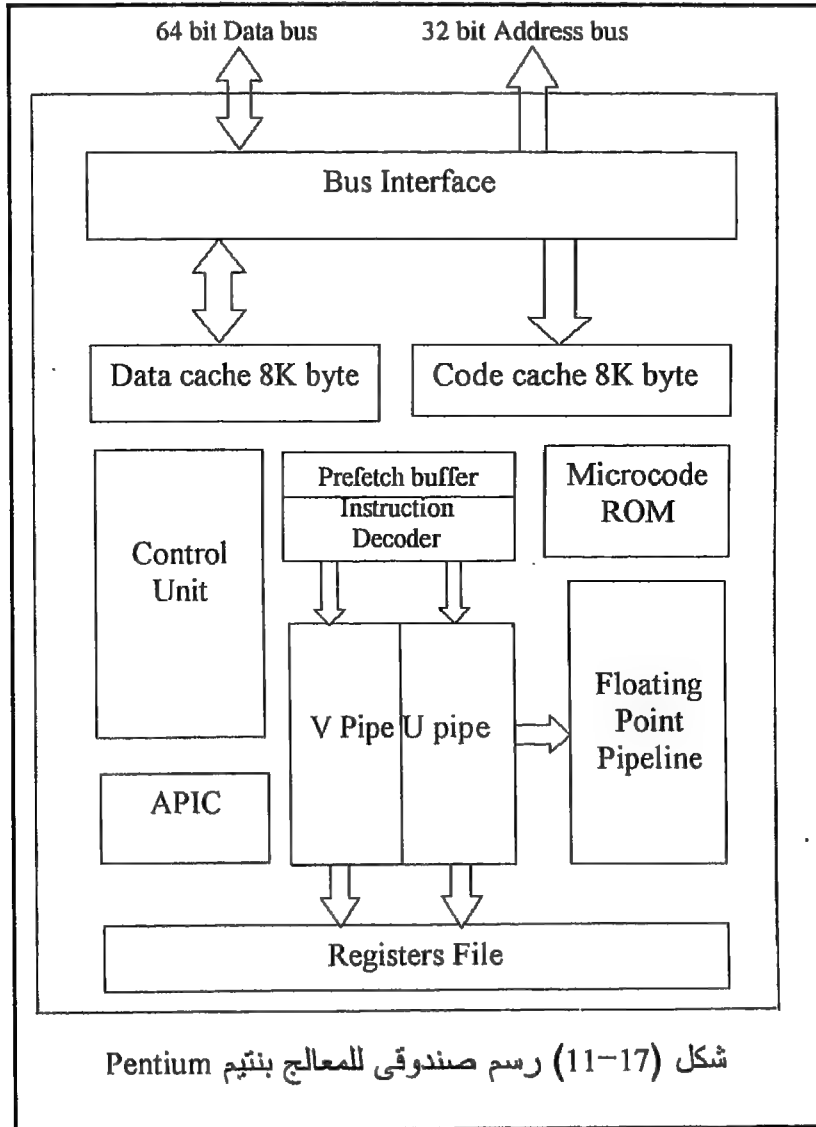 64 bit Data bus
32 bit Address bus
Bus Interface
Data cache 8K byte
Code cache 8K byte
Control
Unit
Prefetch buffer
Instruction
Decoder
Microcode
ROM
V Pipe
U pipe
Floating
Point
Pipeline
APIC
Registers File
شكل (17-11) رسم صندوقى للمعالج بنتيم Pentium